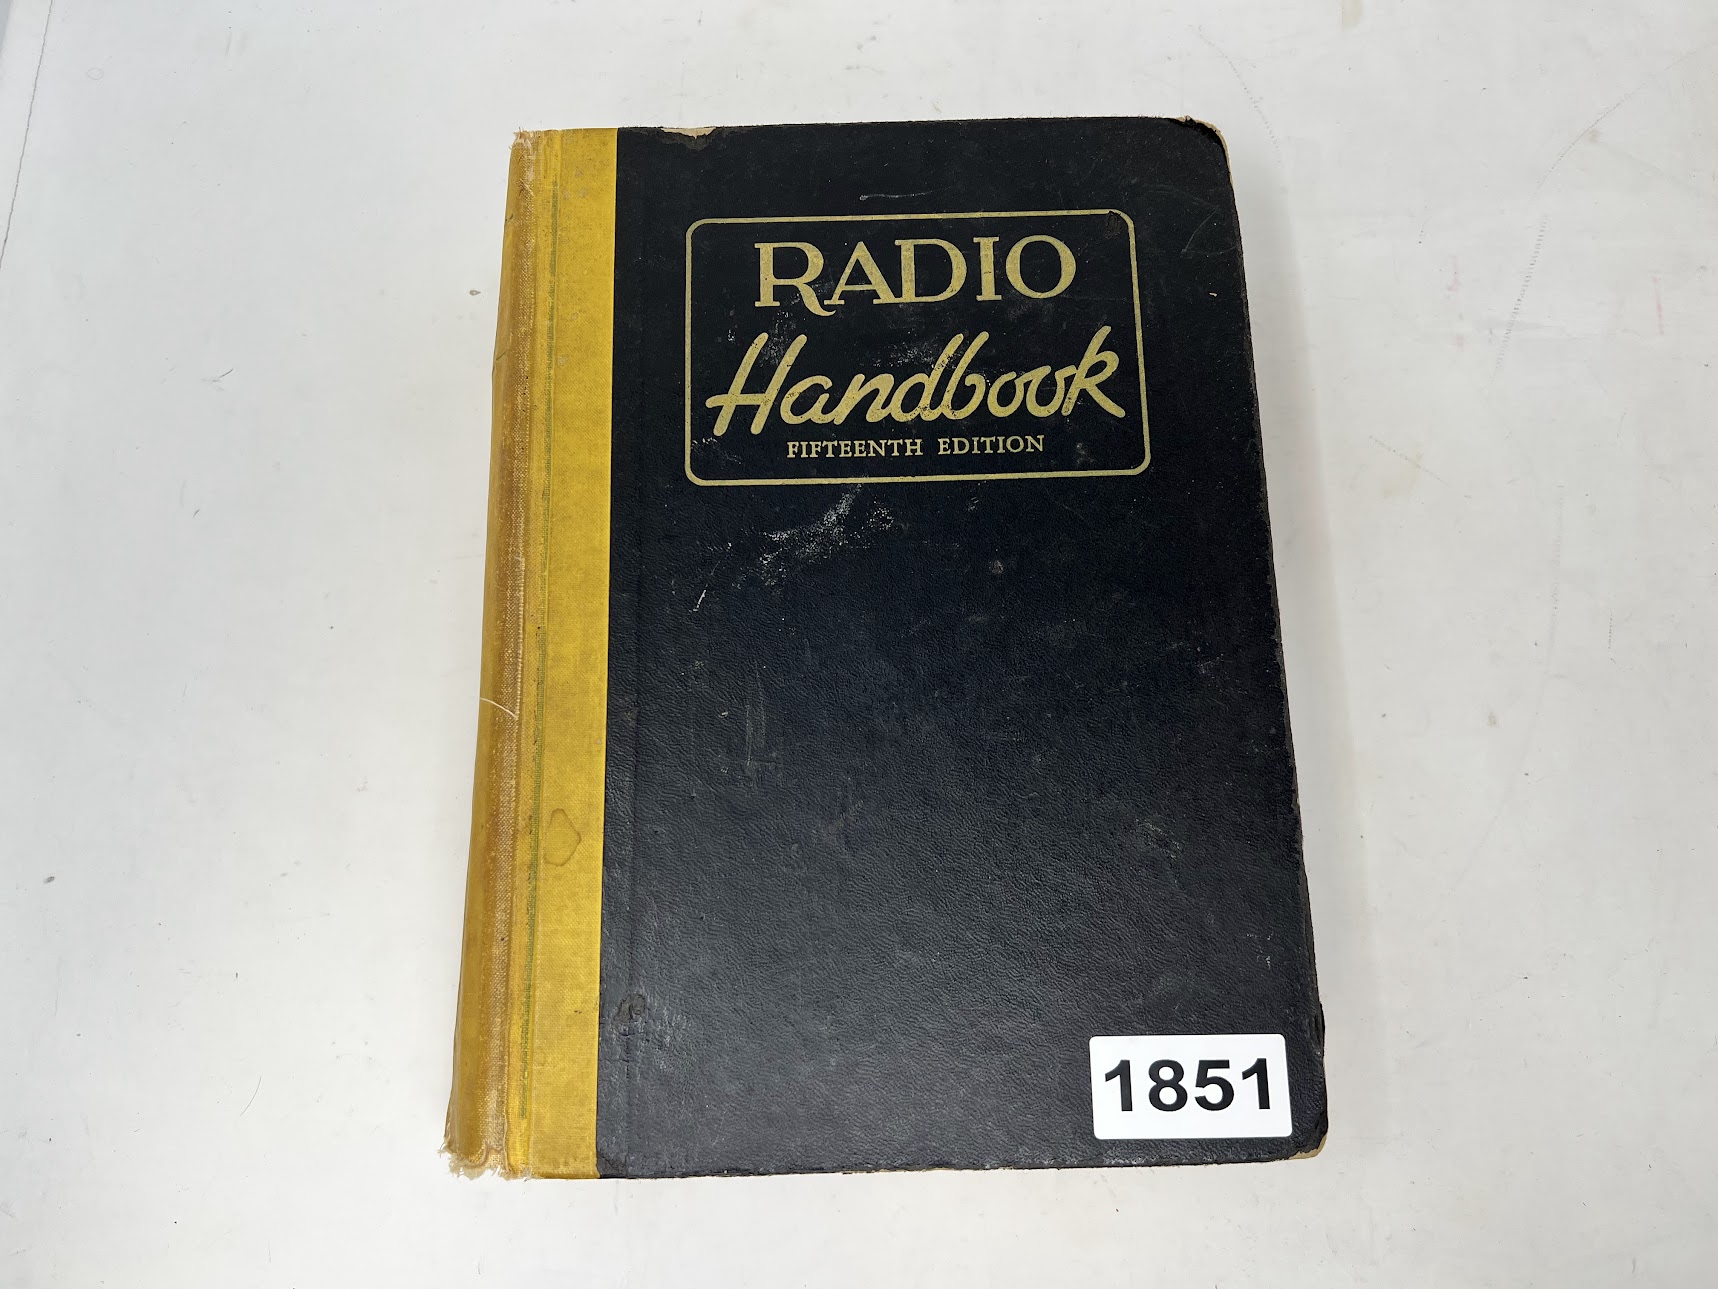 RADIO
Handbook
FIFTEENTH EDITION
1851